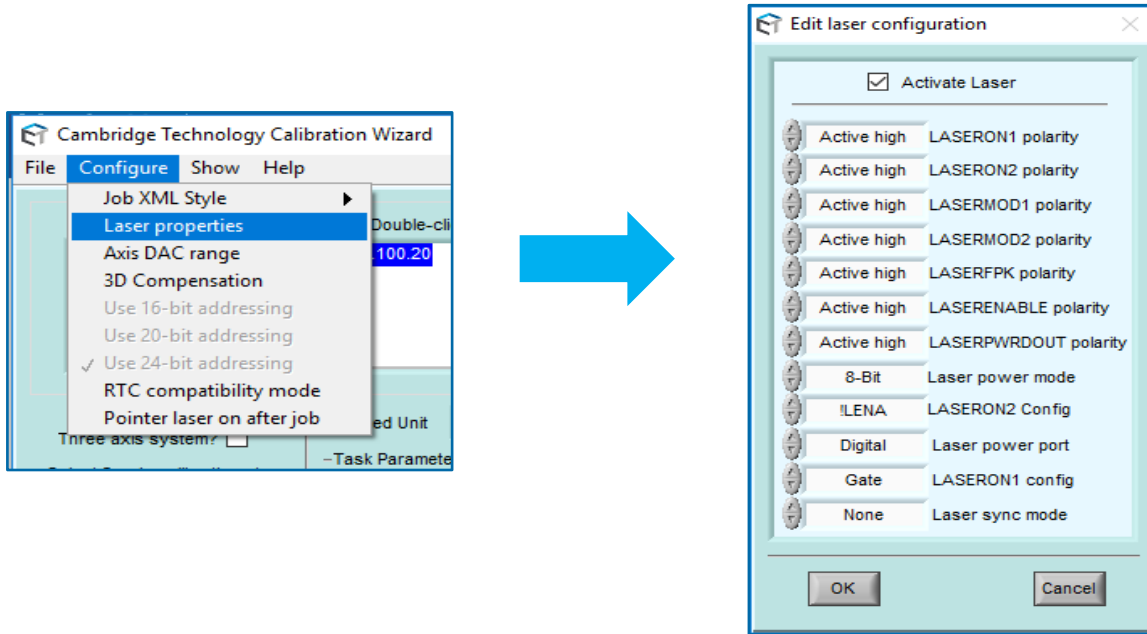 Cambridge Technology Calibration Wizard
File Configure Show Help
Job XML Style
Laser properties
Double-cli
Axis DAC range
.100.20
3D Compensation
Use 16-bit addressing
Use 20-bit addressing
✓ Use 24-bit addressing
RTC compatibility mode
Pointer laser on after job
ed Unit
Three axis system?
Task Paramete
Edit laser configuration
Activate Laser
Active high LASERON1 polarity
Active high LASERON2 polarity
Active high LASERMOD1 polarity
Active high LASERMOD2 polarity
Active high LASERFPK polarity
Active high LASERENABLE polarity
Active high LASERPWRDOUT polarity
8-Bit Laser power mode
!LENA LASERON2 Config
Digital Laser power port
Gate LASERON1 config
None Laser sync mode
OK Cancel